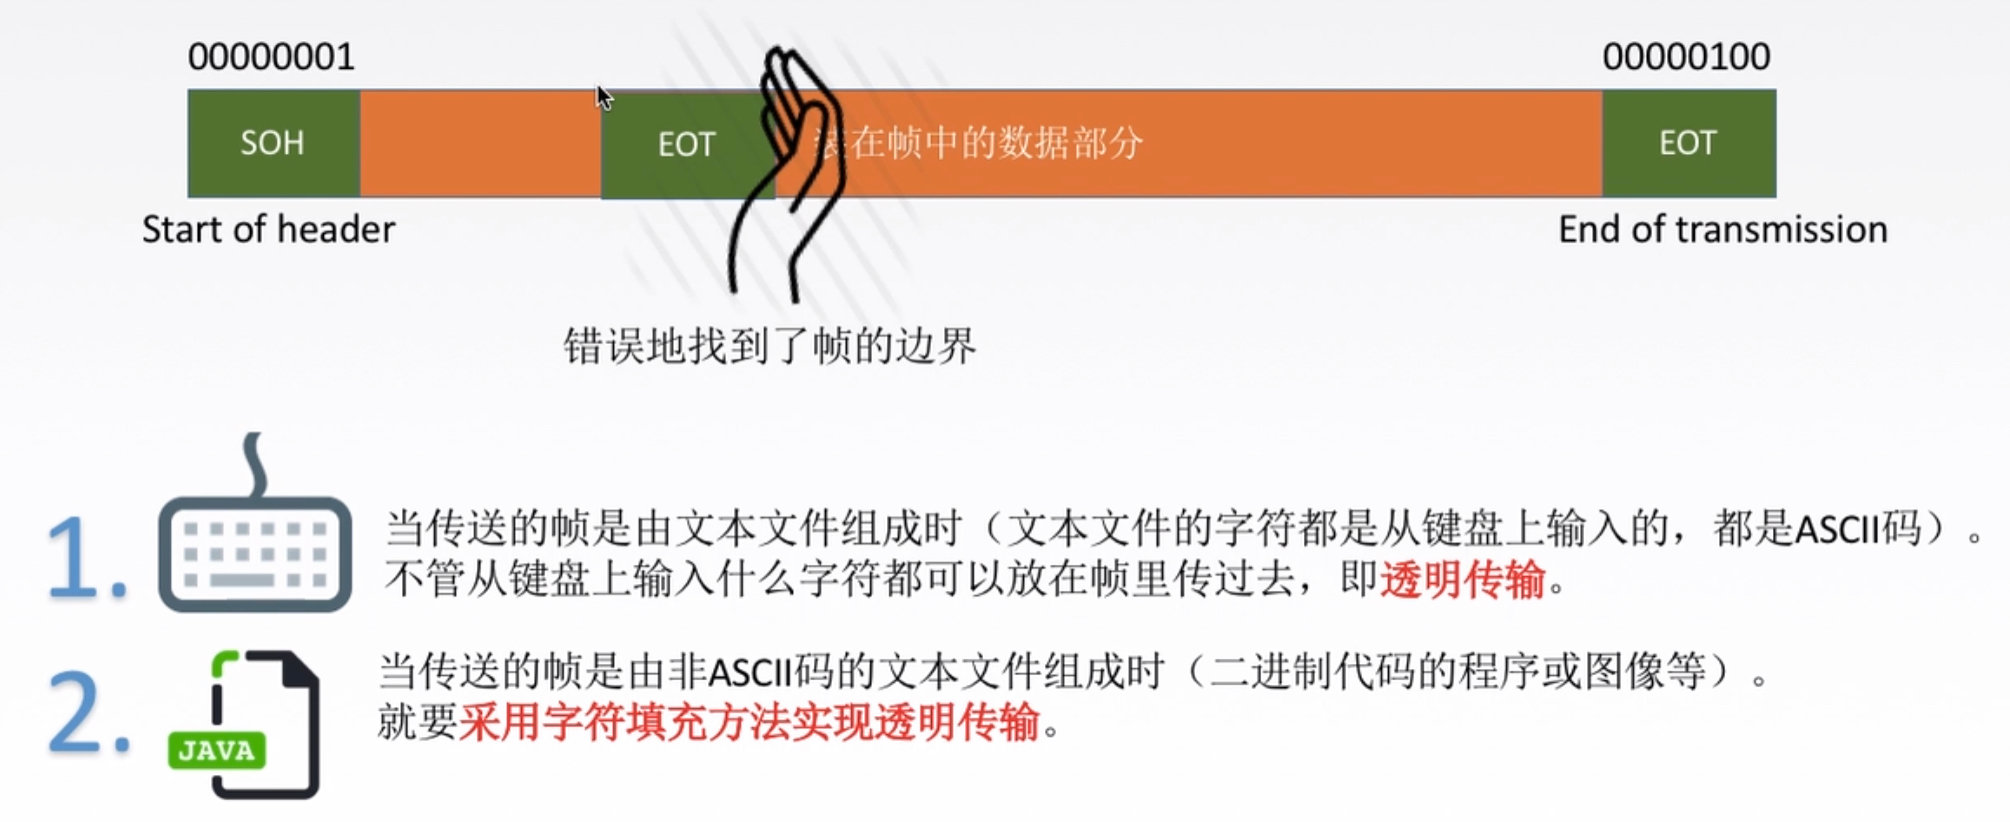 00000001
00000100
SOH
EOT
装在帧中的数据部分
EOT
Start of header
End of transmission
错误地找到了帧的边界
1.
当传送的帧是由文本文件组成时（文本文件的字符都是从键盘上输入的，都是ASCII码）。
不管从键盘上输入什么字符都可以放在帧里传过去，即透明传输。
2.
当传送的帧是由非ASCII码的文本文件组成时（二进制代码的程序或图像等）。
就要采用字符填充方法实现透明传输。
JAVA